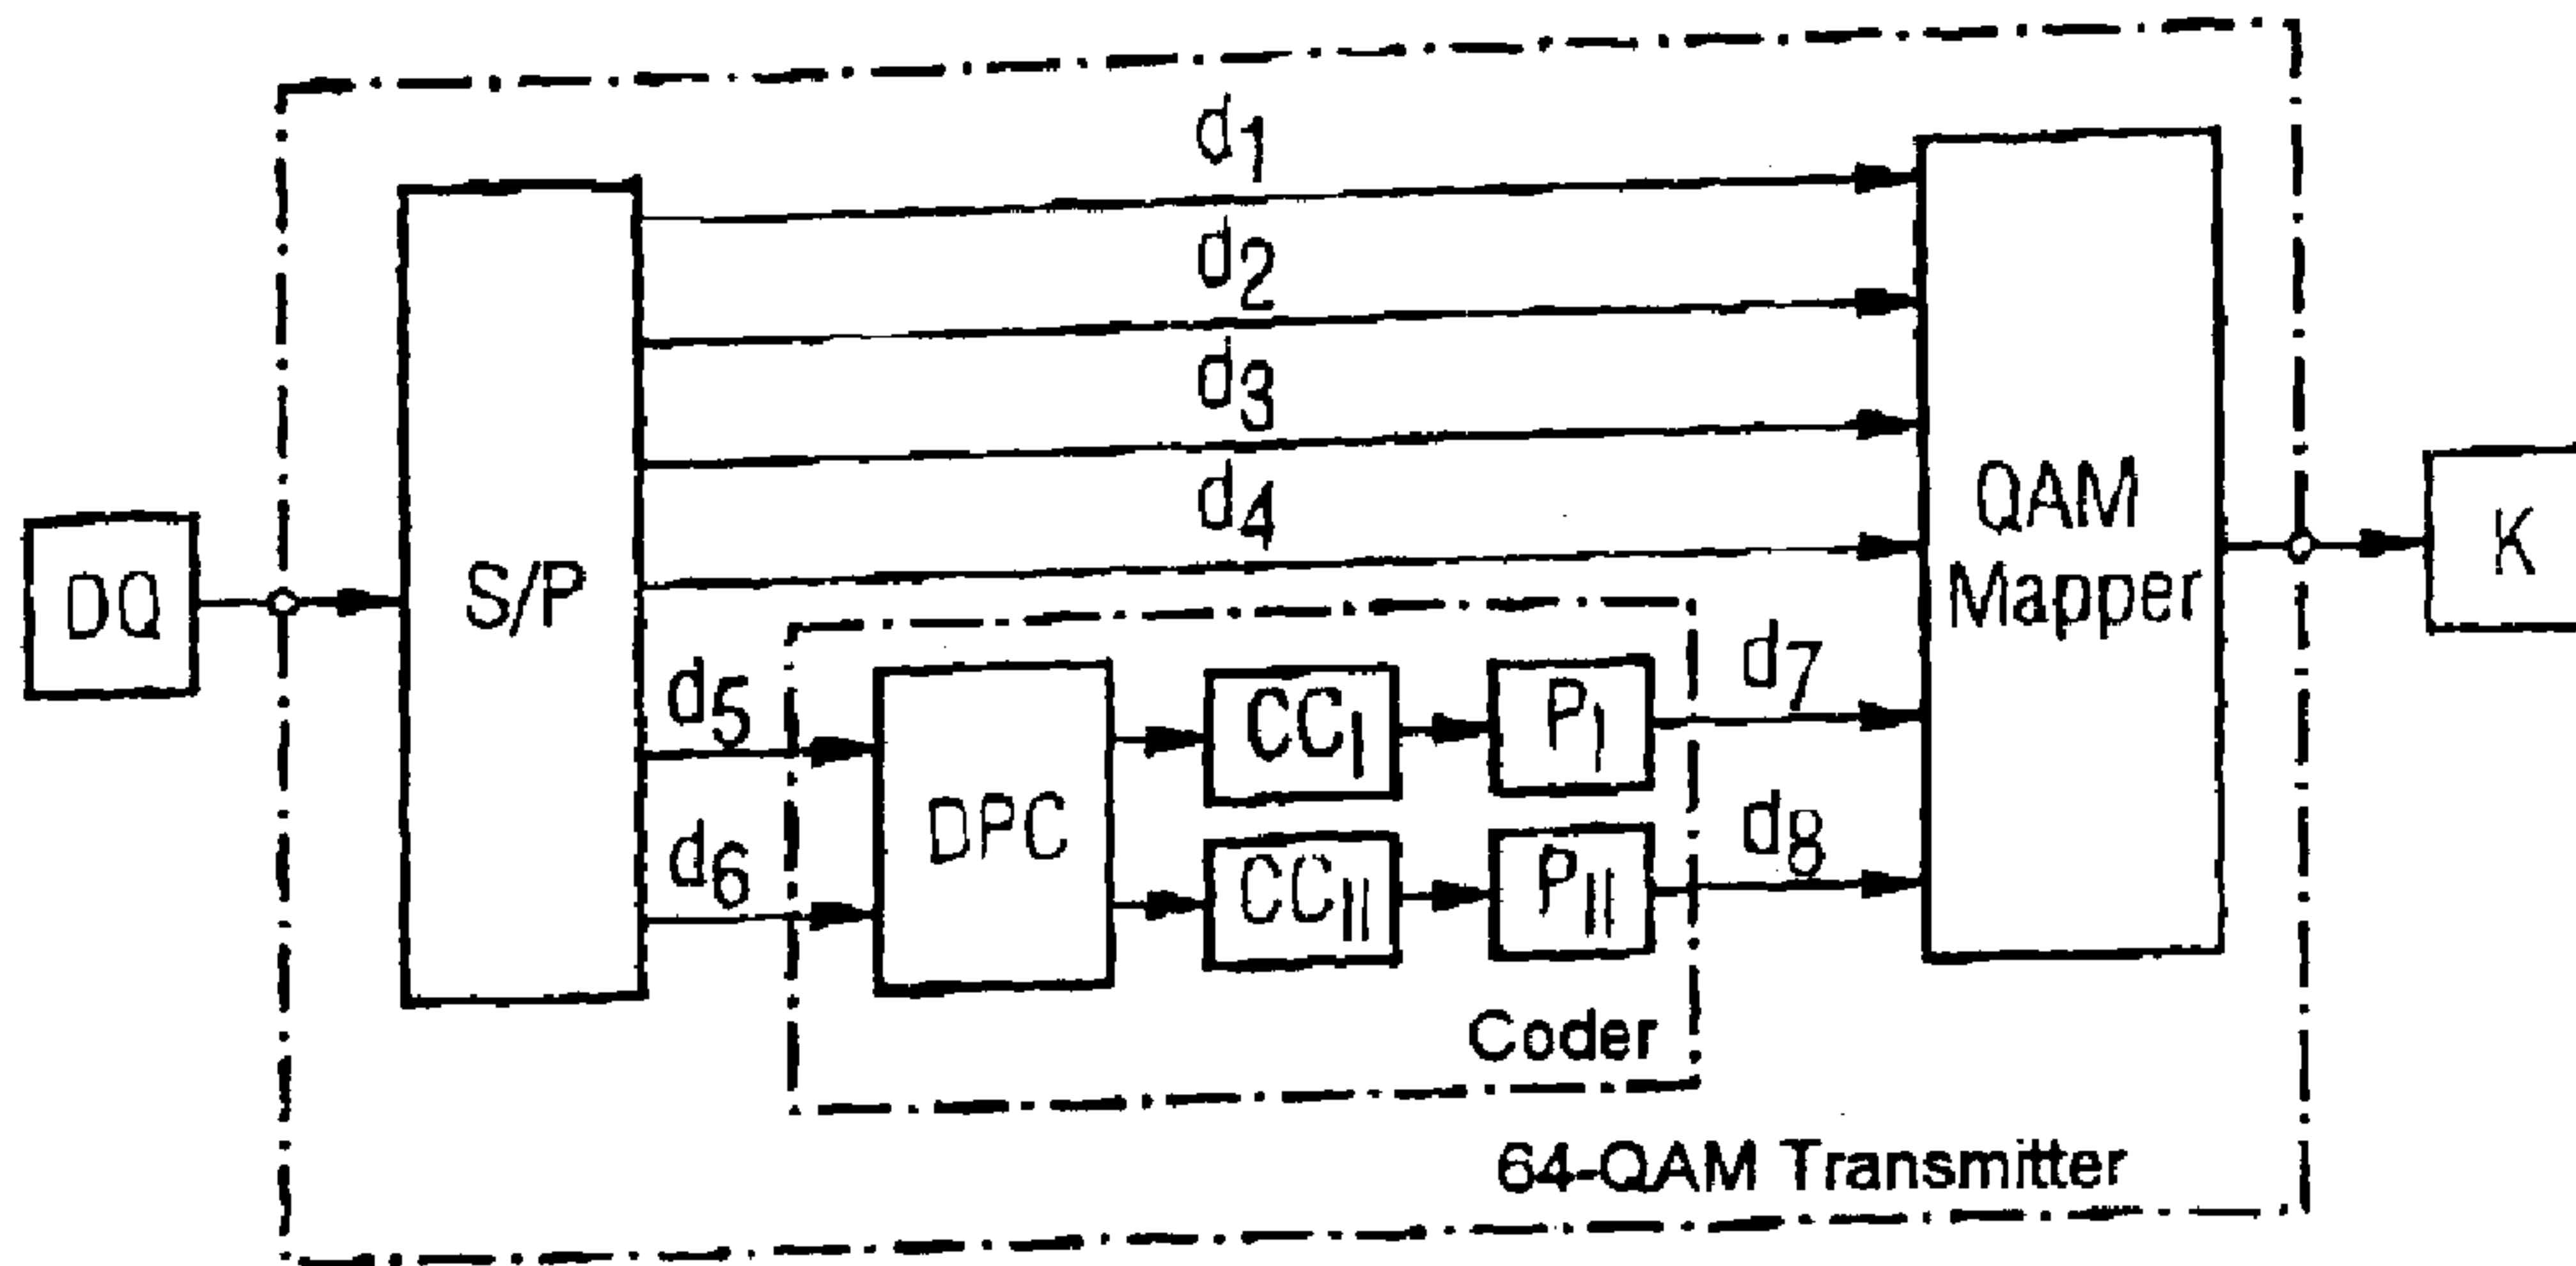 d1
d2
d3
d4
DQ
S/P
QAM
Mapper
K
d5
d6
DPC
CCI
PI
d7
CCII
PII
d8
Coder
64-QAM Transmitter